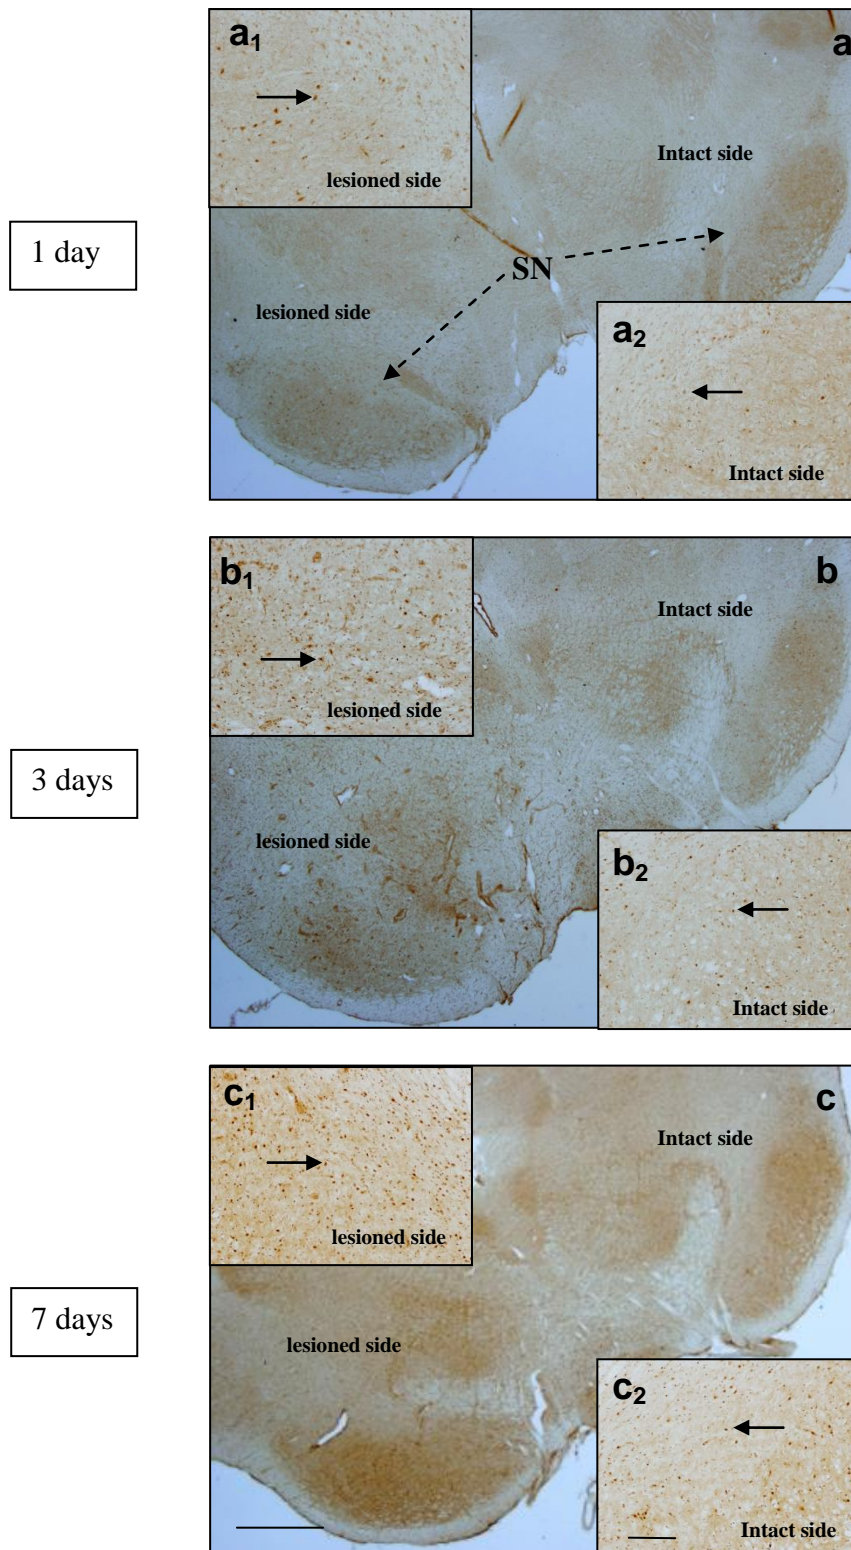 a1
a
Intact side
lesioned side
1 day
SN
lesioned side
a2
Intact side
b1
b
Intact side
lesioned side
3 days
lesioned side
b2
Intact side
c1
c
Intact side
lesioned side
7 days
lesioned side
c2
Intact side